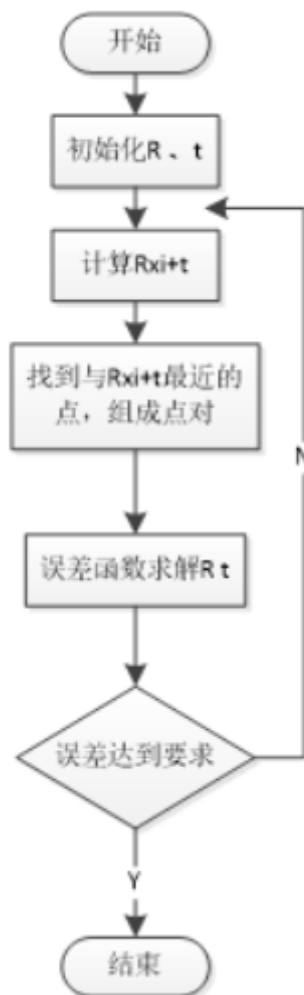 开始
初始化R、t
计算Rxi+t
找到与Rxi+t最近的
点，组成点对
误差函数求解R t
误差达到要求
N
Y
结束